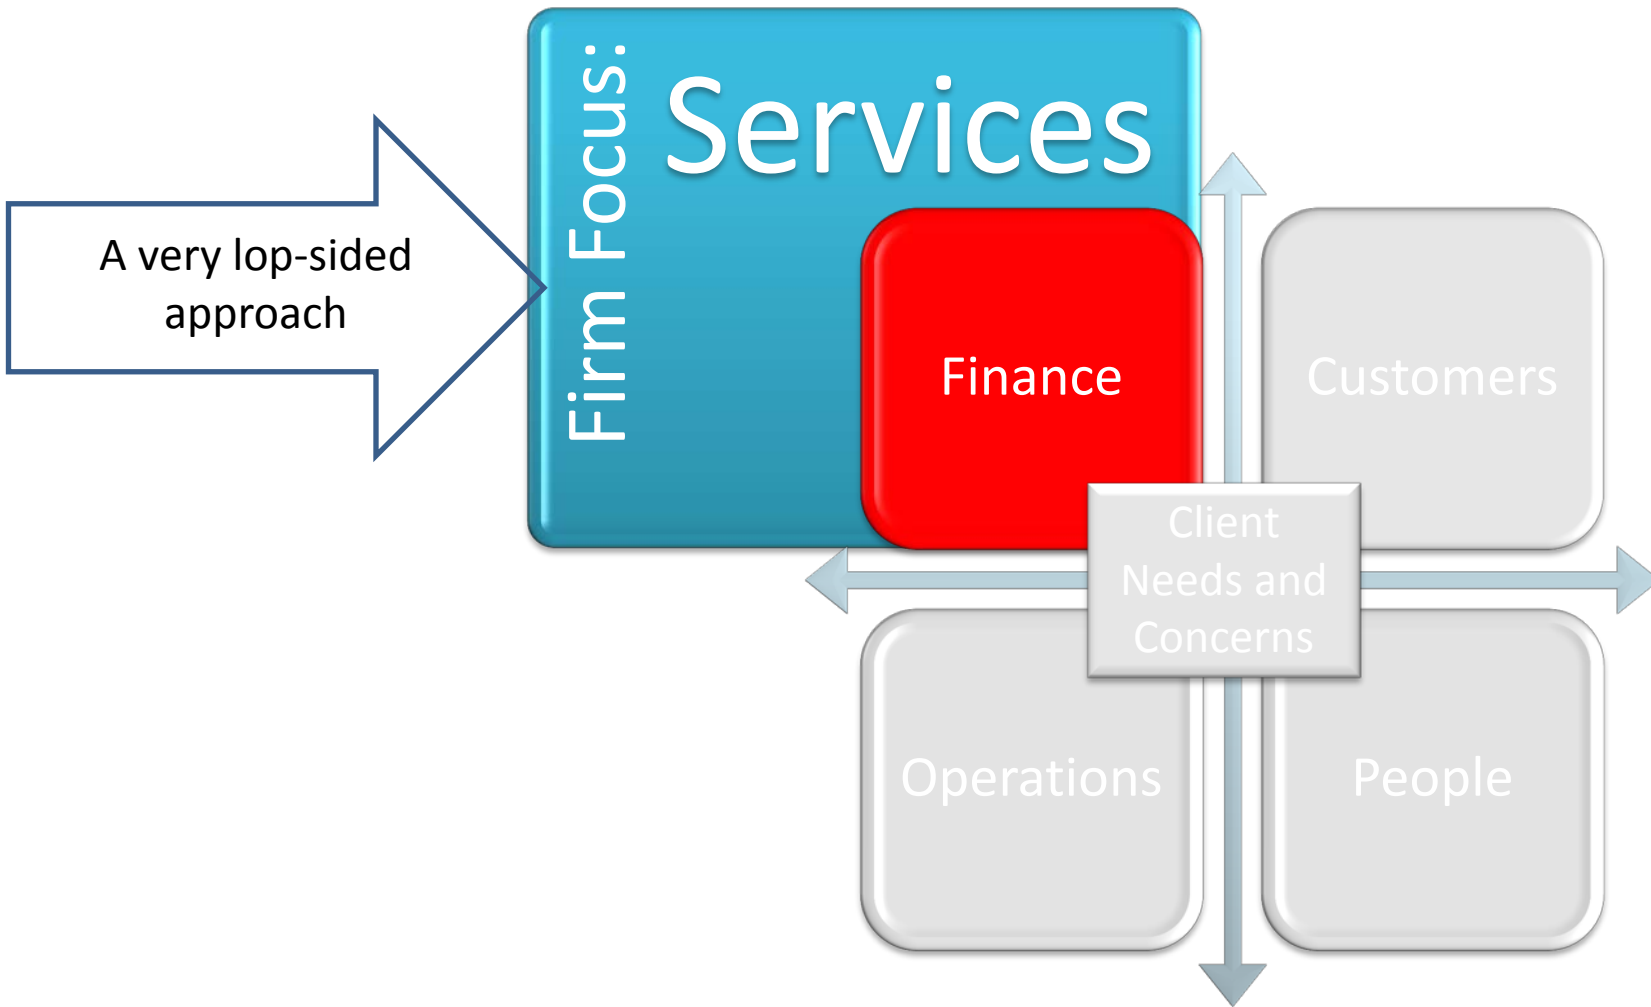 Firm Focus:
Services
A very lop-sided
approach
Finance
Customers
Client
Needs and
Concerns
Operations
People